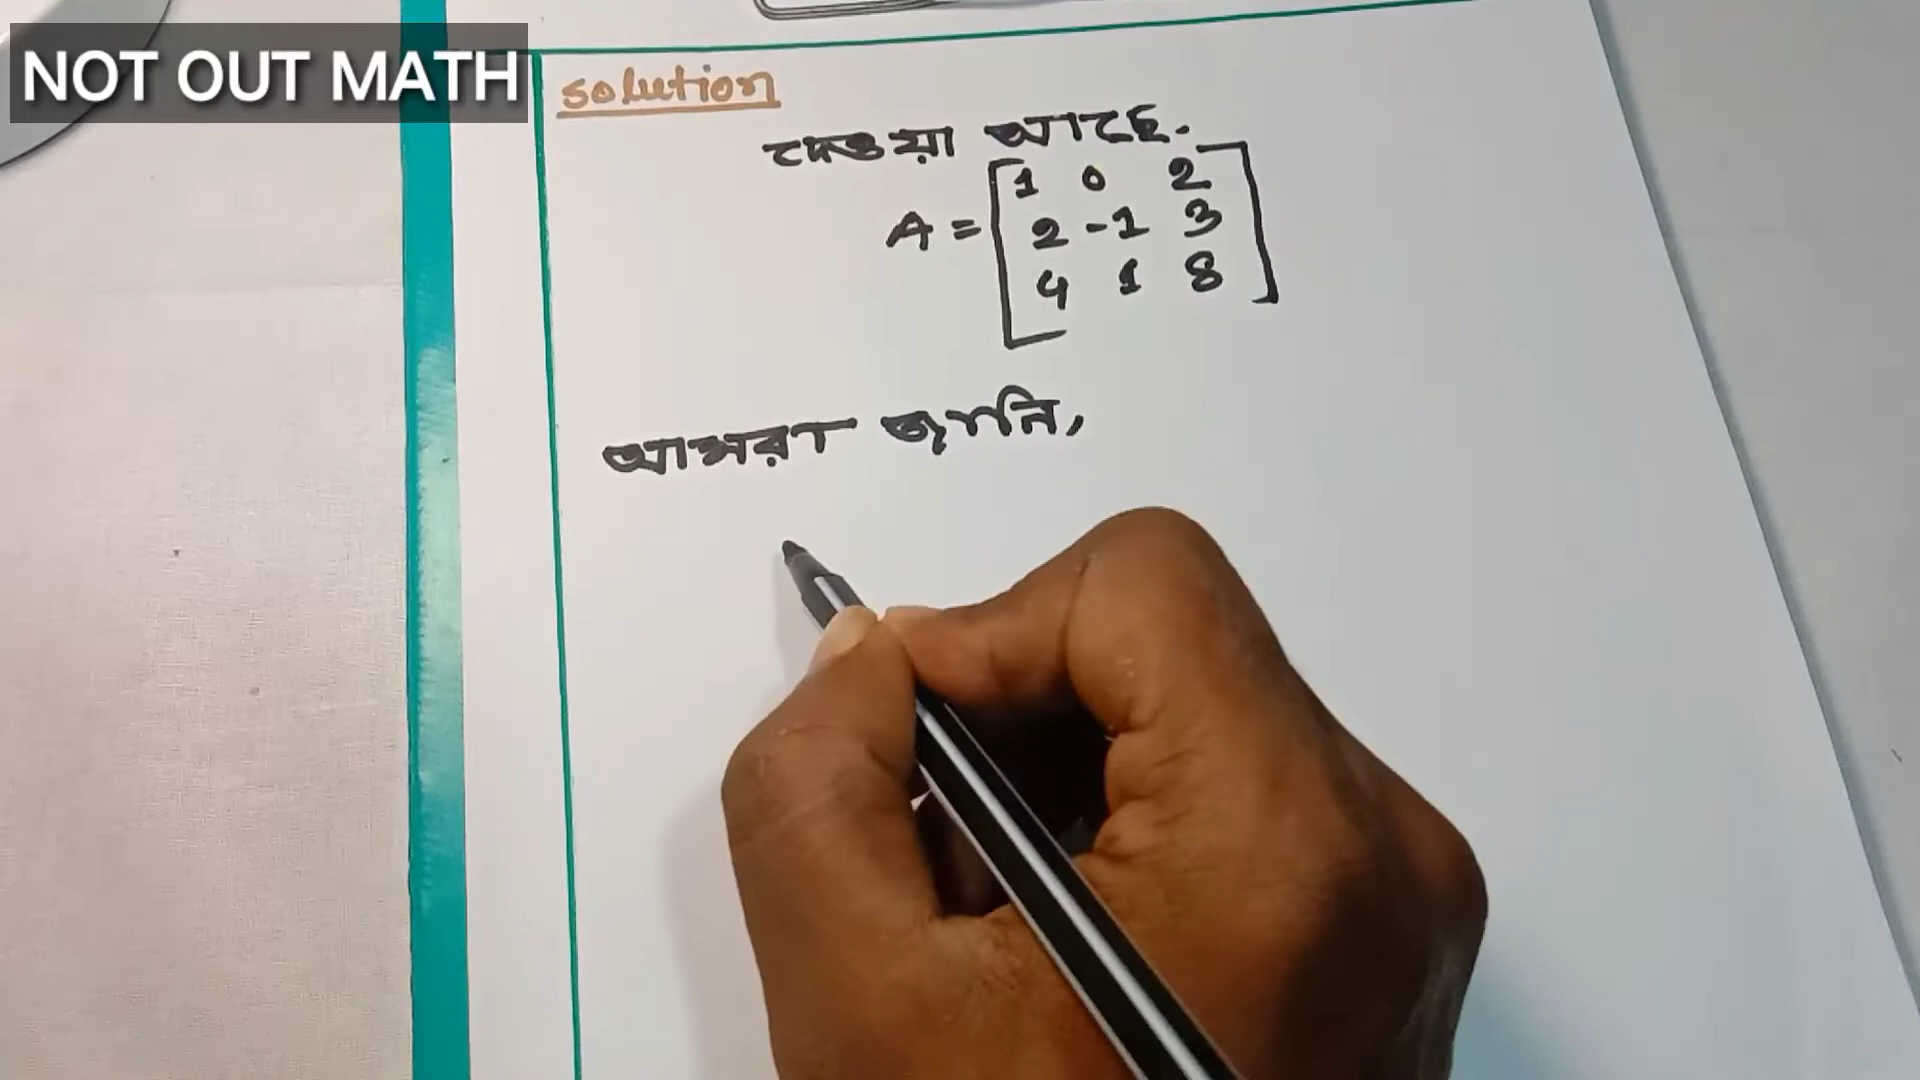 NOT OUT MATH
solution
দেওয়া আছে.
1 0 2
A = 2 -1 3
4 1 8
আমরা জানি,